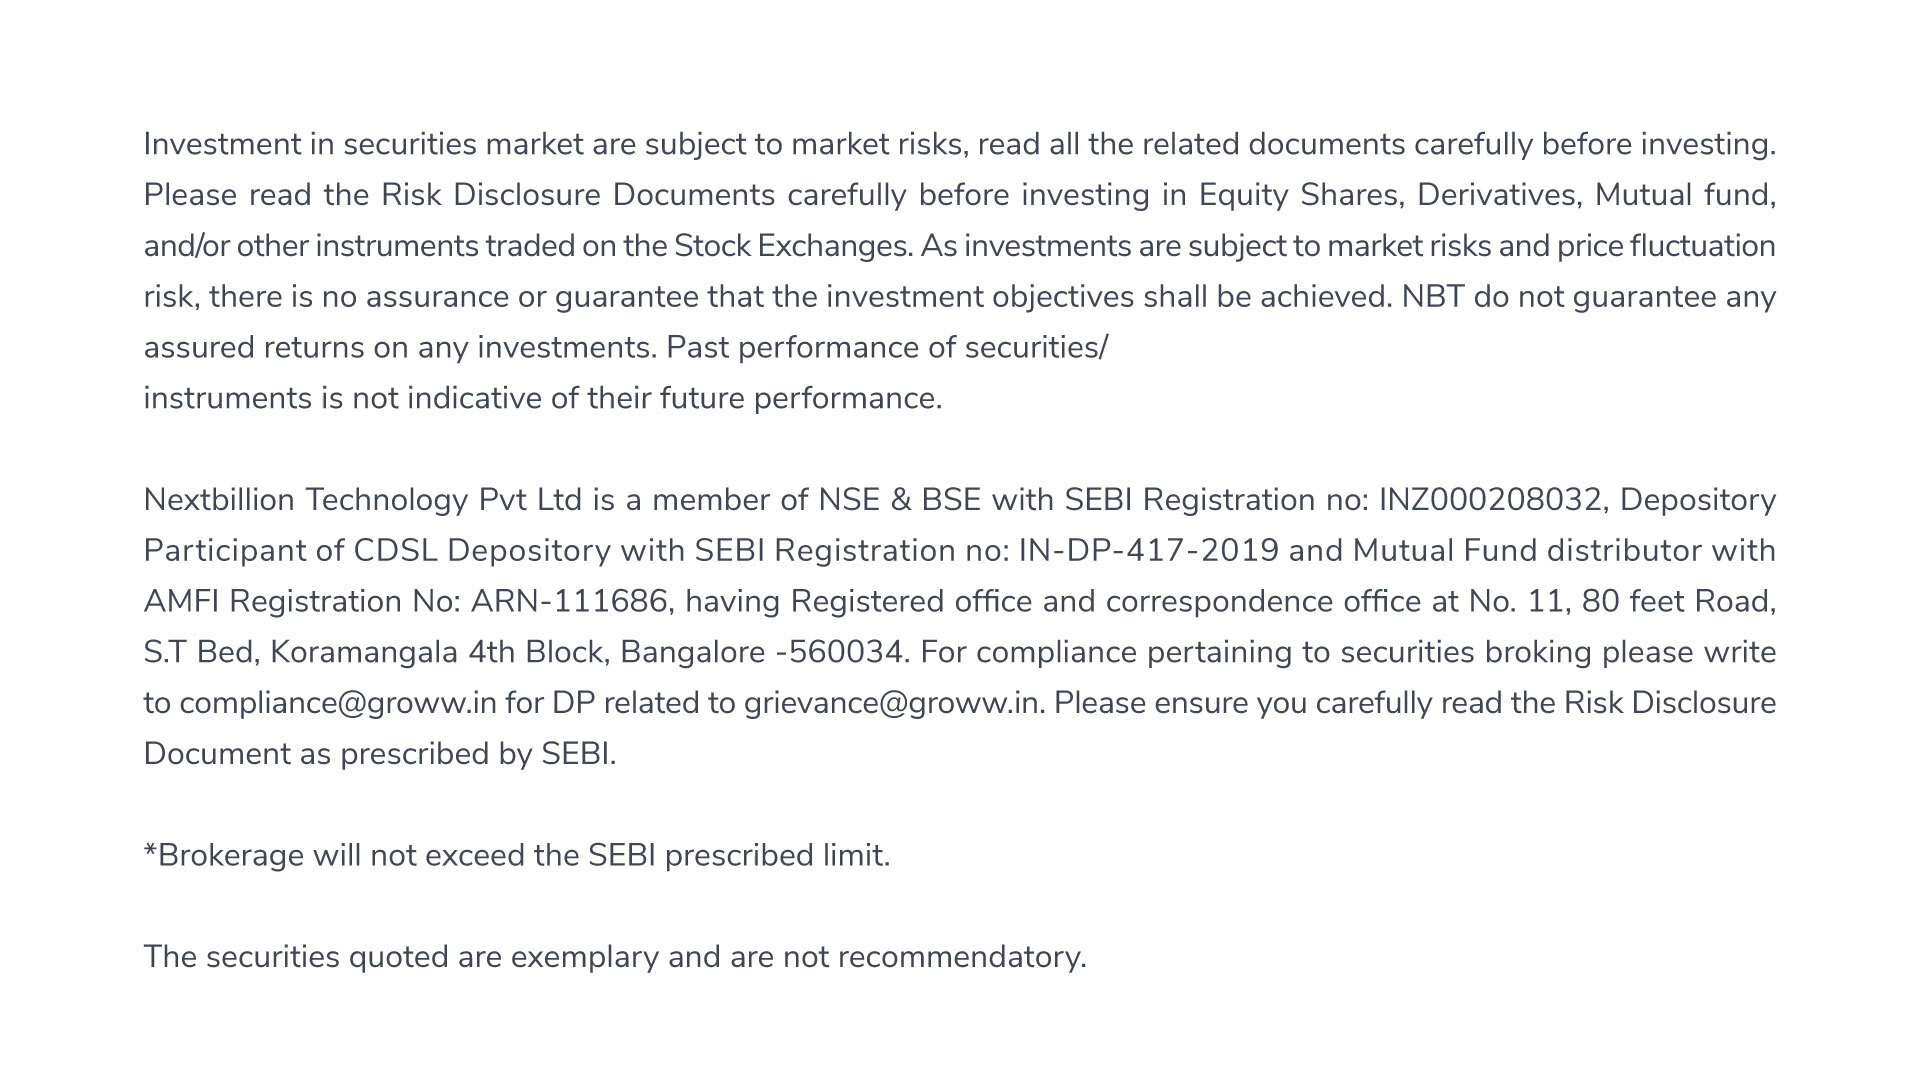 Investment in securities market are subject to market risks, read all the related documents carefully before investing.
Please read the Risk Disclosure Documents carefully before investing in Equity Shares, Derivatives, Mutual fund,
and/or other instruments traded on the Stock Exchanges. As investments are subject to market risks and price fluctuation
risk, there is no assurance or guarantee that the investment objectives shall be achieved. NBT do not guarantee any
assured returns on any investments. Past performance of securities/
instruments is not indicative of their future performance.
Nextbillion Technology Pvt Ltd is a member of NSE & BSE with SEBI Registration no: INZ000208032, Depository
Participant of CDSL Depository with SEBI Registration no: IN-DP-417-2019 and Mutual Fund distributor with
AMFI Registration No: ARN-111686, having Registered office and correspondence office at No. 11, 80 feet Road,
S.T Bed, Koramangala 4th Block, Bangalore -560034. For compliance pertaining to securities broking please write
to compliance@groww.in for DP related to grievance@groww.in. Please ensure you carefully read the Risk Disclosure
Document as prescribed by SEBI.
*Brokerage will not exceed the SEBI prescribed limit.
The securities quoted are exemplary and are not recommendatory.